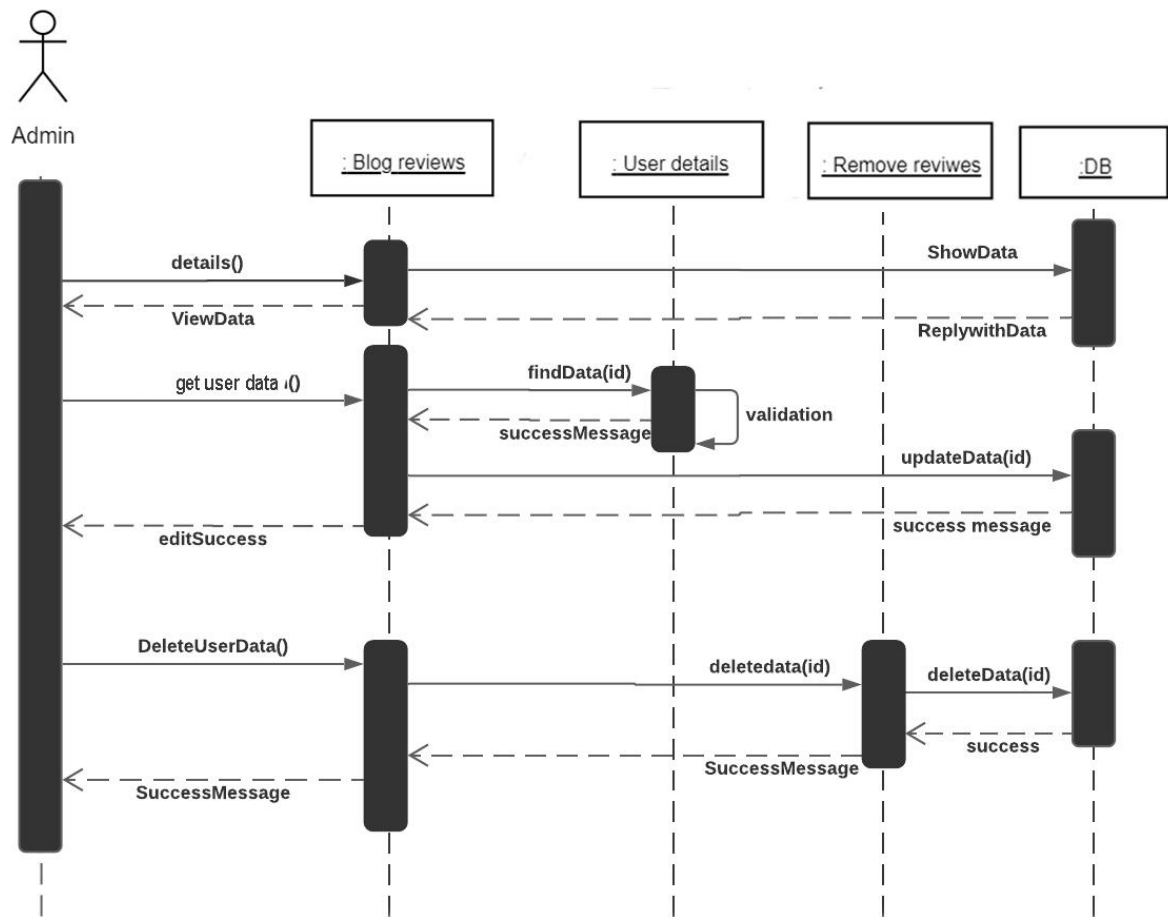 Admin
: Blog reviews
: User details
: Remove reviwes
:DB
details()
ShowData
ViewData
ReplywithData
get user data ()
findData(id)
validation
successMessage
updateData(id)
success message
editSuccess
DeleteUserData()
deletedata(id)
deleteData(id)
success
SuccessMessage
SuccessMessage